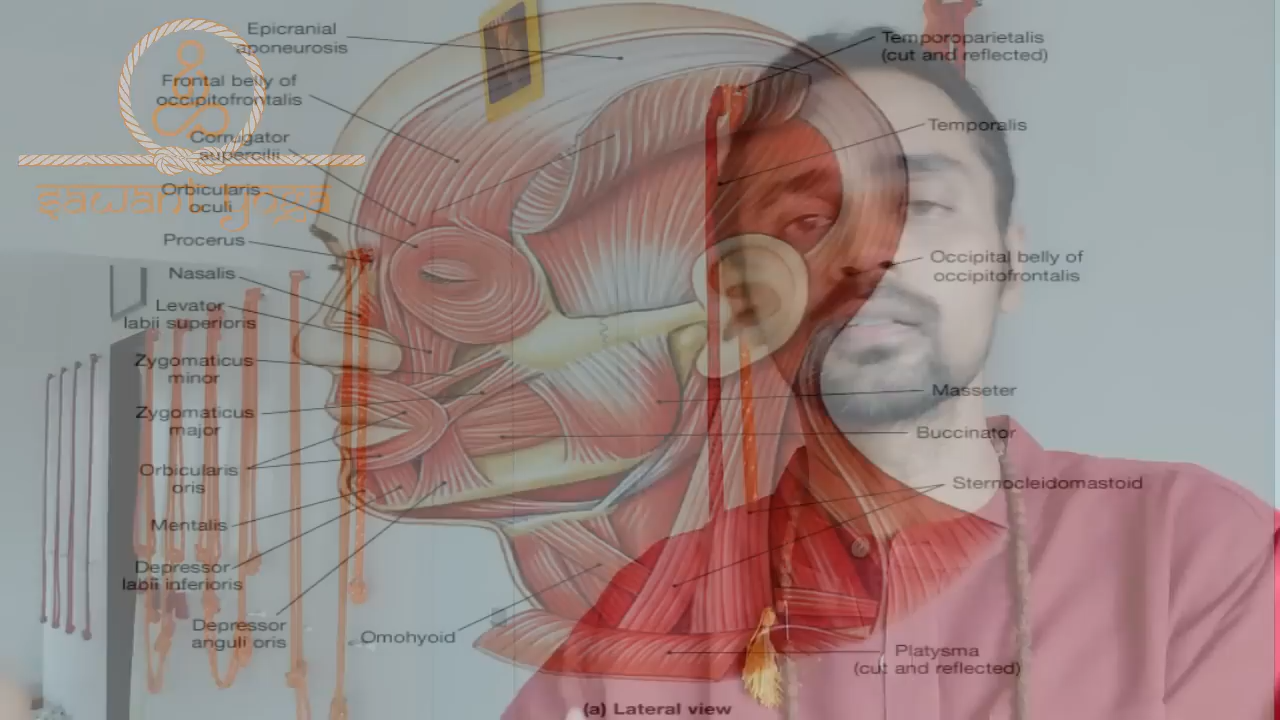 Epicranial
aponeurosis
Frontal belly of
occipitofrontalis
Corrugator
supercilii
Orbicularis
oculi
sawant yoga
Procerus
Nasalis
Levator
labii superioris
Zygomaticus
minor
Zygomaticus
major
Orbicularis
oris
Mentalis
Depressor
labii inferioris
Depressor
anguli oris
Omohyoid
Temporoparietalis
(cut and reflected)
Temporalis
Occipital belly of
occipitofrontalis
Masseter
Buccinator
Sternocleidomastoid
Platysma
(cut and reflected)
(a) Lateral view